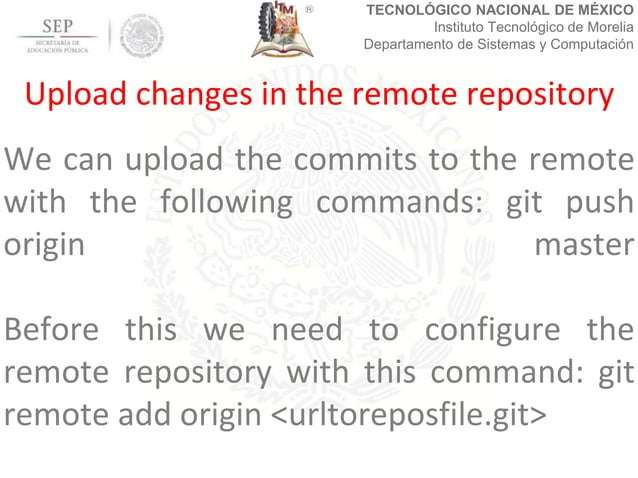 SEP
SECRETARÍA DE
EDUCACIÓN PÚBLICA
ITM
®
TECNOLÓGICO NACIONAL DE MÉXICO
Instituto Tecnológico de Morelia
Departamento de Sistemas y Computación
Upload changes in the remote repository
We can upload the commits to the remote
with the following commands: git push
origin master
Before this we need to configure the
remote repository with this command: git
remote add origin <urltoreposfile.git>